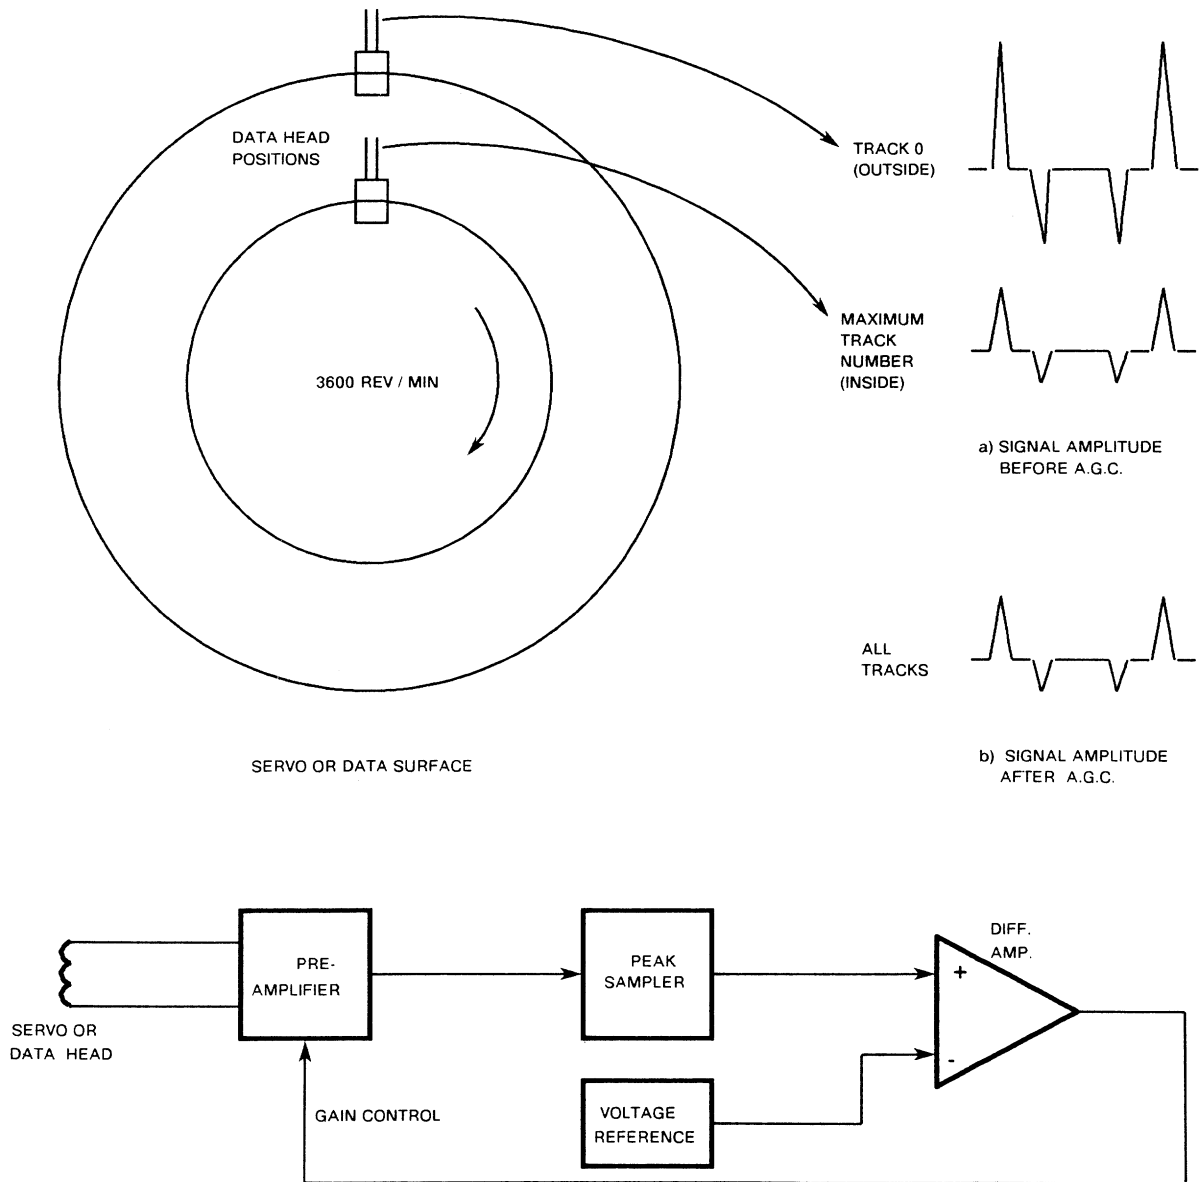 DATA HEAD
POSITIONS
3600 REV / MIN
SERVO OR DATA SURFACE
TRACK 0
(OUTSIDE)
MAXIMUM
TRACK
NUMBER
(INSIDE)
a) SIGNAL AMPLITUDE
BEFORE A.G.C.
ALL
TRACKS
b) SIGNAL AMPLITUDE
AFTER A.G.C.
SERVO OR
DATA HEAD
PRE-
AMPLIFIER
PEAK
SAMPLER
DIFF.
AMP.
+
-
GAIN CONTROL
VOLTAGE
REFERENCE